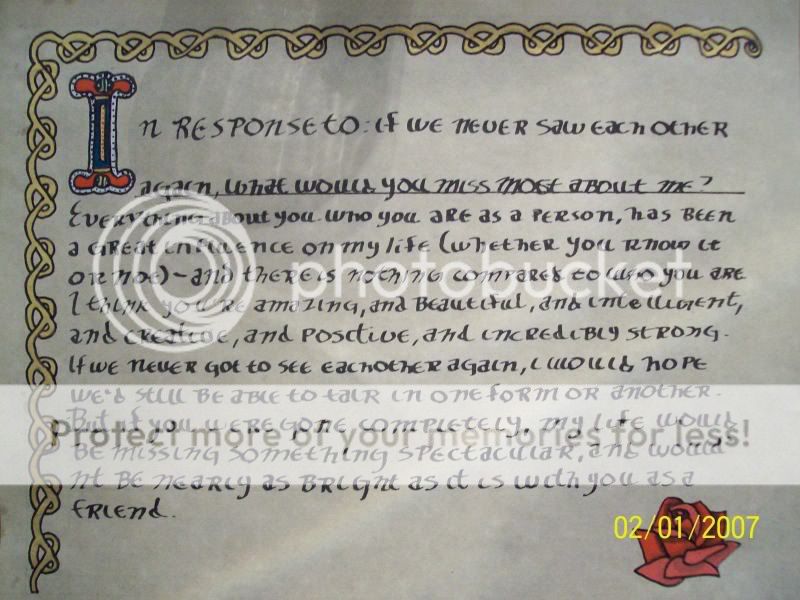 In RESPONSE to: if we never saw each other
again, what would you miss most about me?
Everything about you. Who you are as a person, has been
a great influence on my life (whether you know it
or not) - and there is nothing compares to who you are
I think you're amazing, and beautiful, and intelligent,
and creative, and positive, and incredibly strong.
If we never got to see eachother again, i would hope
we'd still be able to talk in one form or another.
But if you were gone completely, my life would
be missing something spectacular, and would
nt be nearly as bright as it is with you as a
friend.
photobucket
Protect more of your memories for less!
02/01/2007